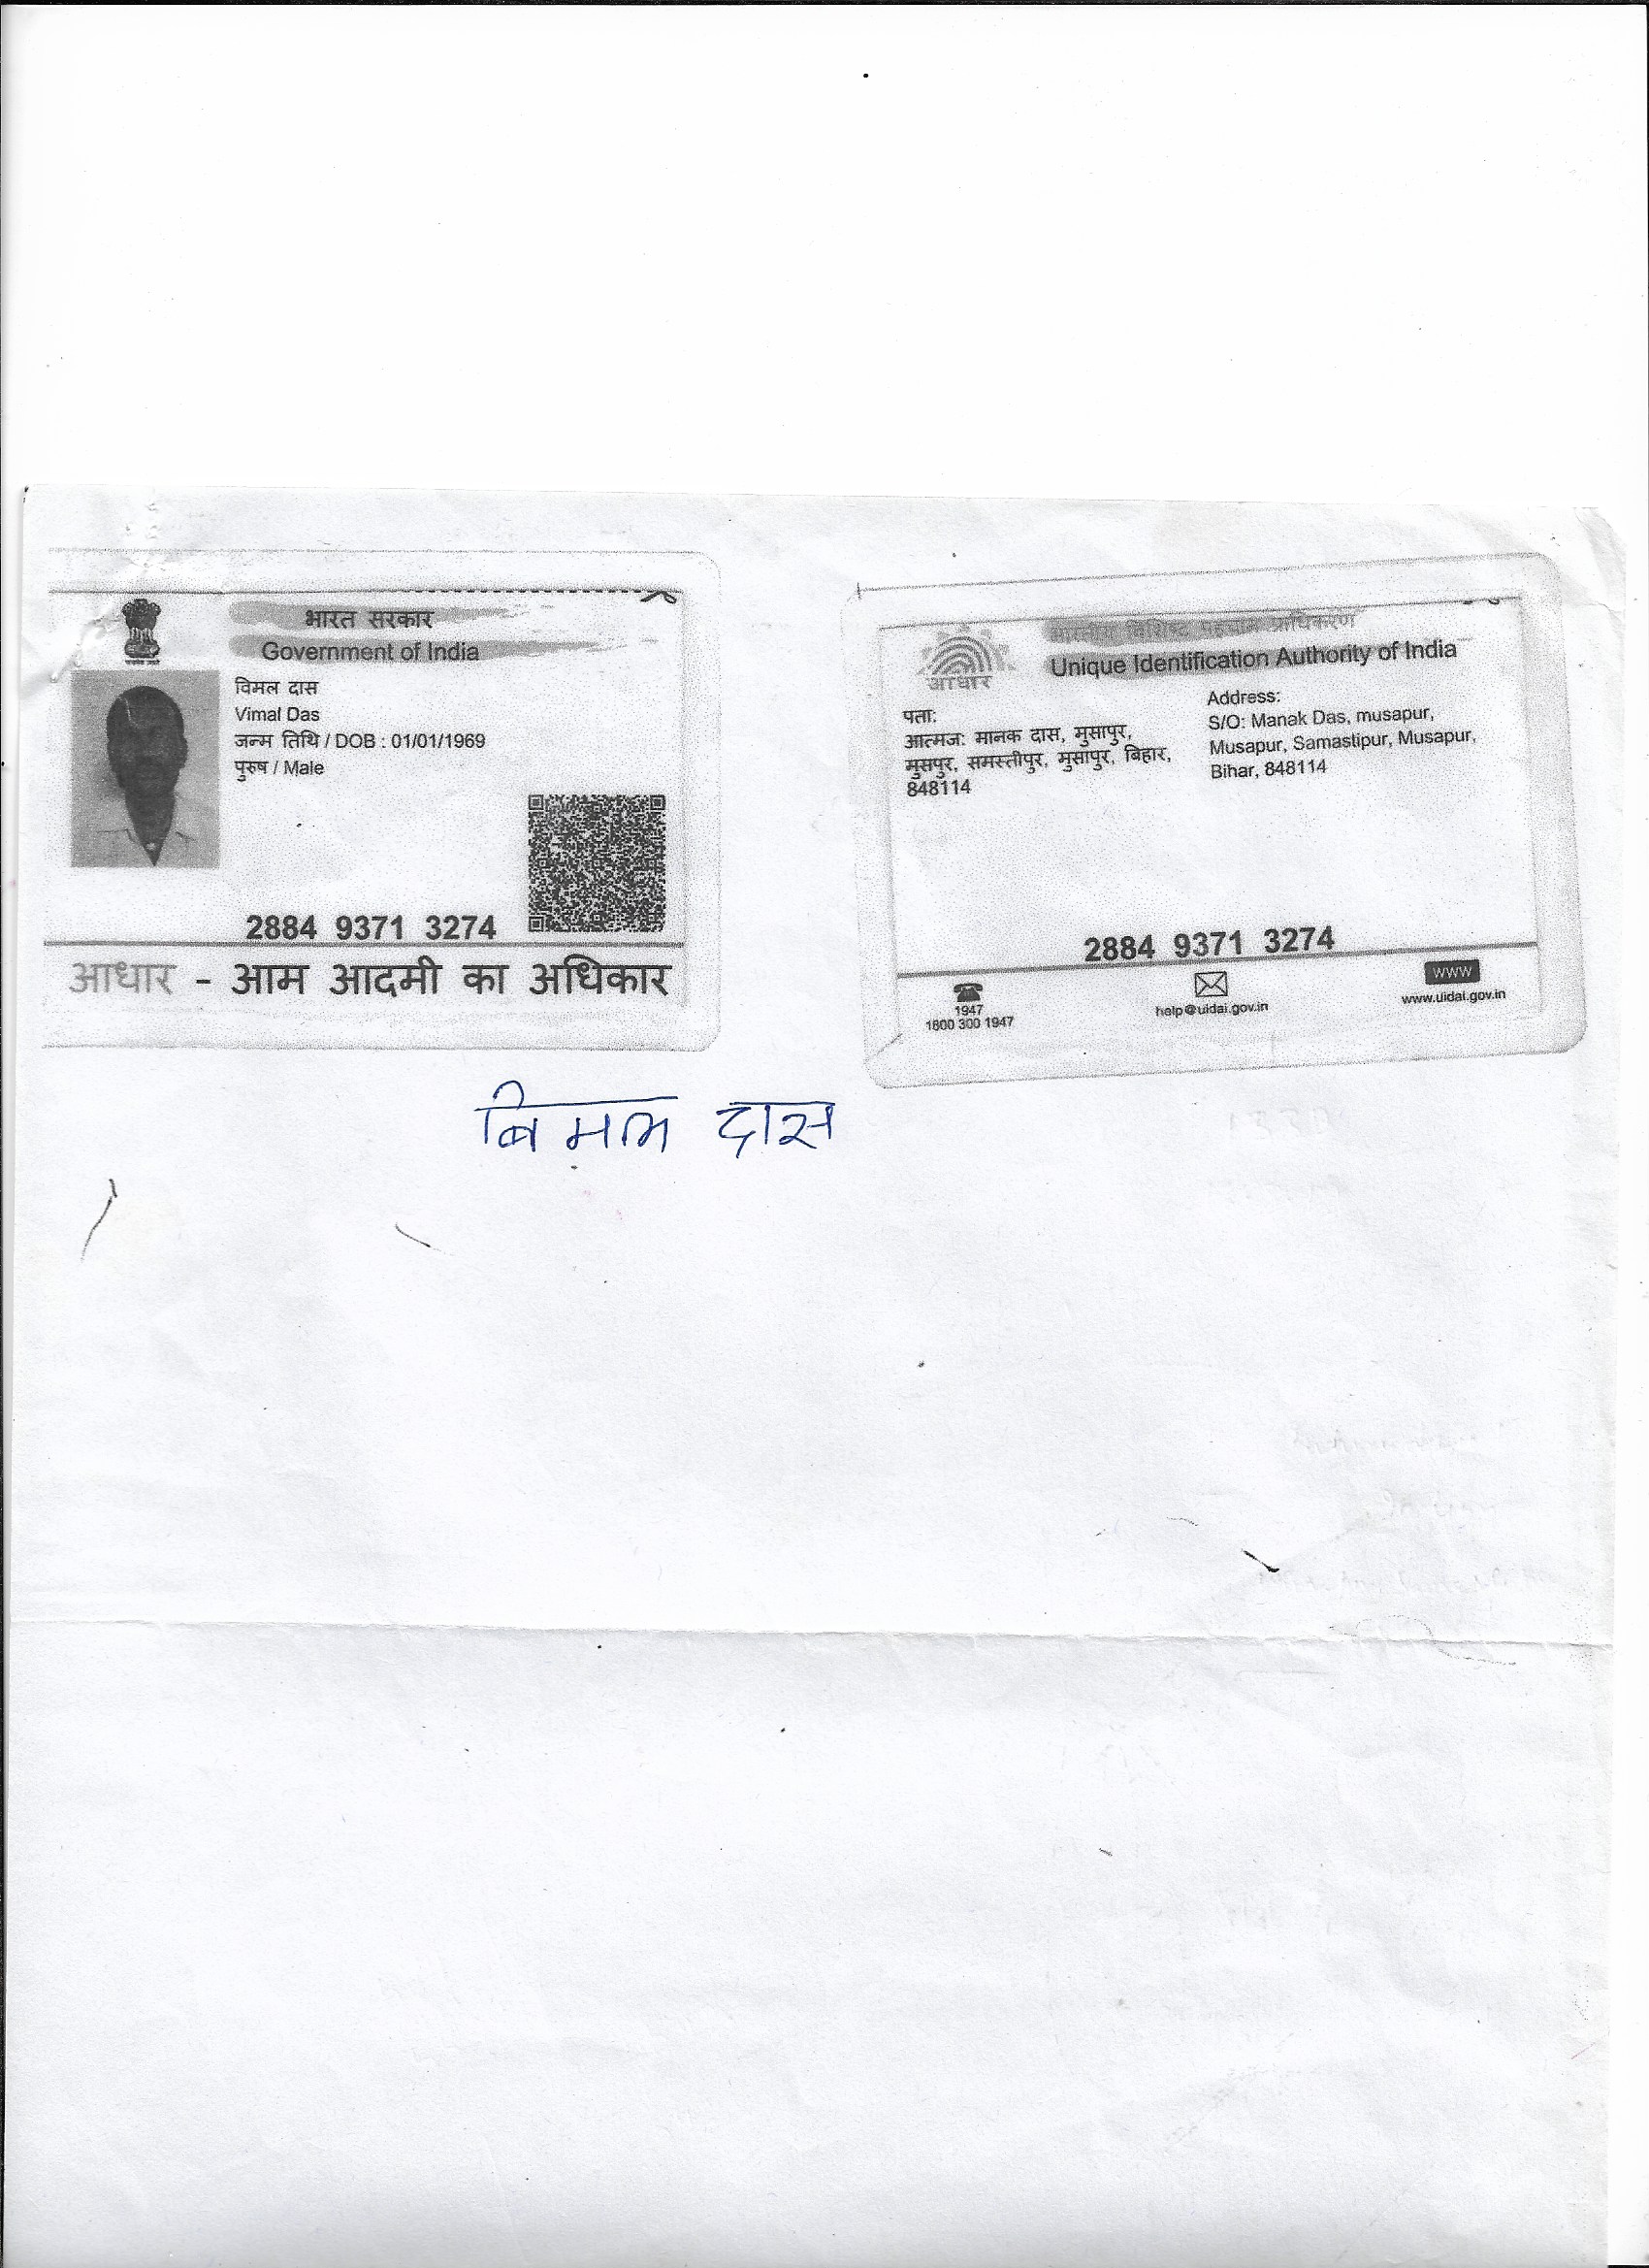 भारत सरकार
Government of India
विमल दास
Vimal Das
जन्म तिथि / DOB : 01/01/1969
पुरुष / Male
2884 9371 3274
आधार - आम आदमी का अधिकार
भारतीय विशिष्ट पहचान प्राधिकरण
Unique Identification Authority of India
आधार
पता:
आत्मज: मानक दास, मुसापुर,
मुसपुर, समस्तीपुर, मुसापुर, बिहार,
848114
Address:
S/O: Manak Das, musapur,
Musapur, Samastipur, Musapur,
Bihar, 848114
2884 9371 3274
1947
1800 300 1947
help@uidai.gov.in
www
www.uidai.gov.in
बिमल दास